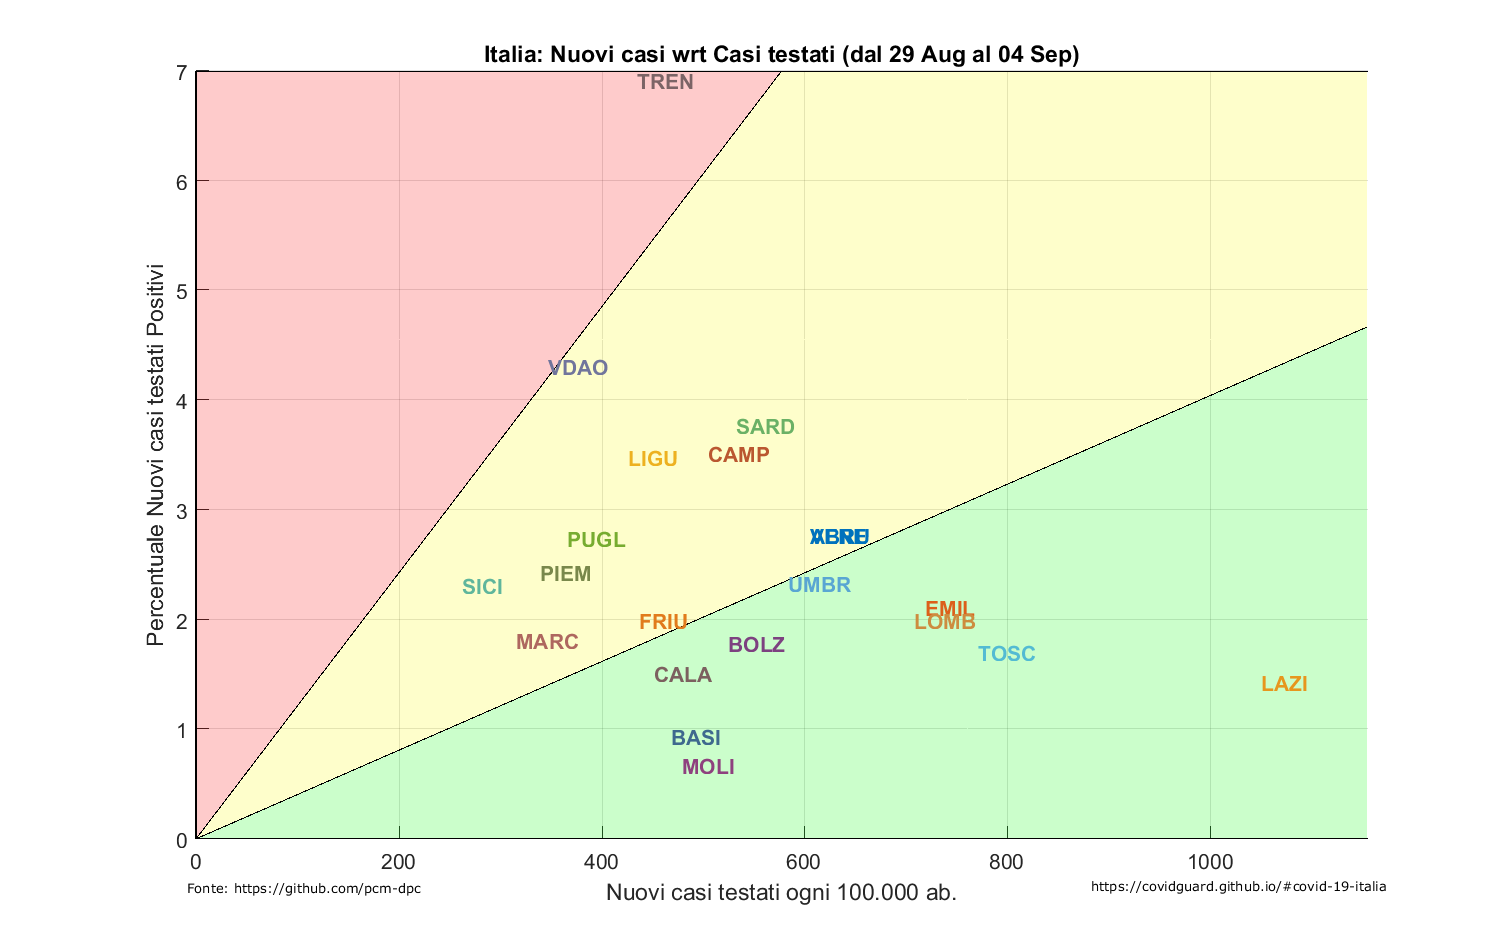 Italia: Nuovi casi wrt Casi testati (dal 29 Aug al 04 Sep)
7
TREN
6
5
VDAO
4
SARD
CAMP
LIGU
3
PUGL
PIEM
SICI
UMBR
EMIL
2
FRIU
LOMB
MARC
BOLZ
TOSC
CALA
LAZI
1
BASI
MOLI
0
Percentuale Nuovi casi testati Positivi
0 200 400 600 800 1000
Fonte: https://github.com/pcm-dpc
Nuovi casi testati ogni 100.000 ab.
https://covidguard.github.io/#covid-19-italia